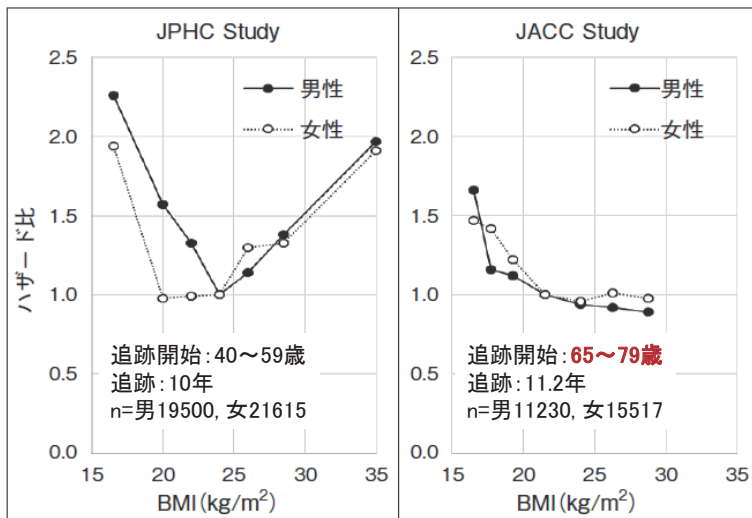 JPHC Study
2.5
2.0
1.5
1.0
0.5
0.0
ハザード比
男性
女性
追跡開始：40～59歳
追跡：10年
n=男19500, 女21615
15 20 25 30 35
BMI(kg/m²)
JACC Study
2.5
2.0
1.5
1.0
0.5
0.0
男性
女性
追跡開始：65～79歳
追跡：11.2年
n=男11230, 女15517
15 20 25 30 35
BMI(kg/m²)